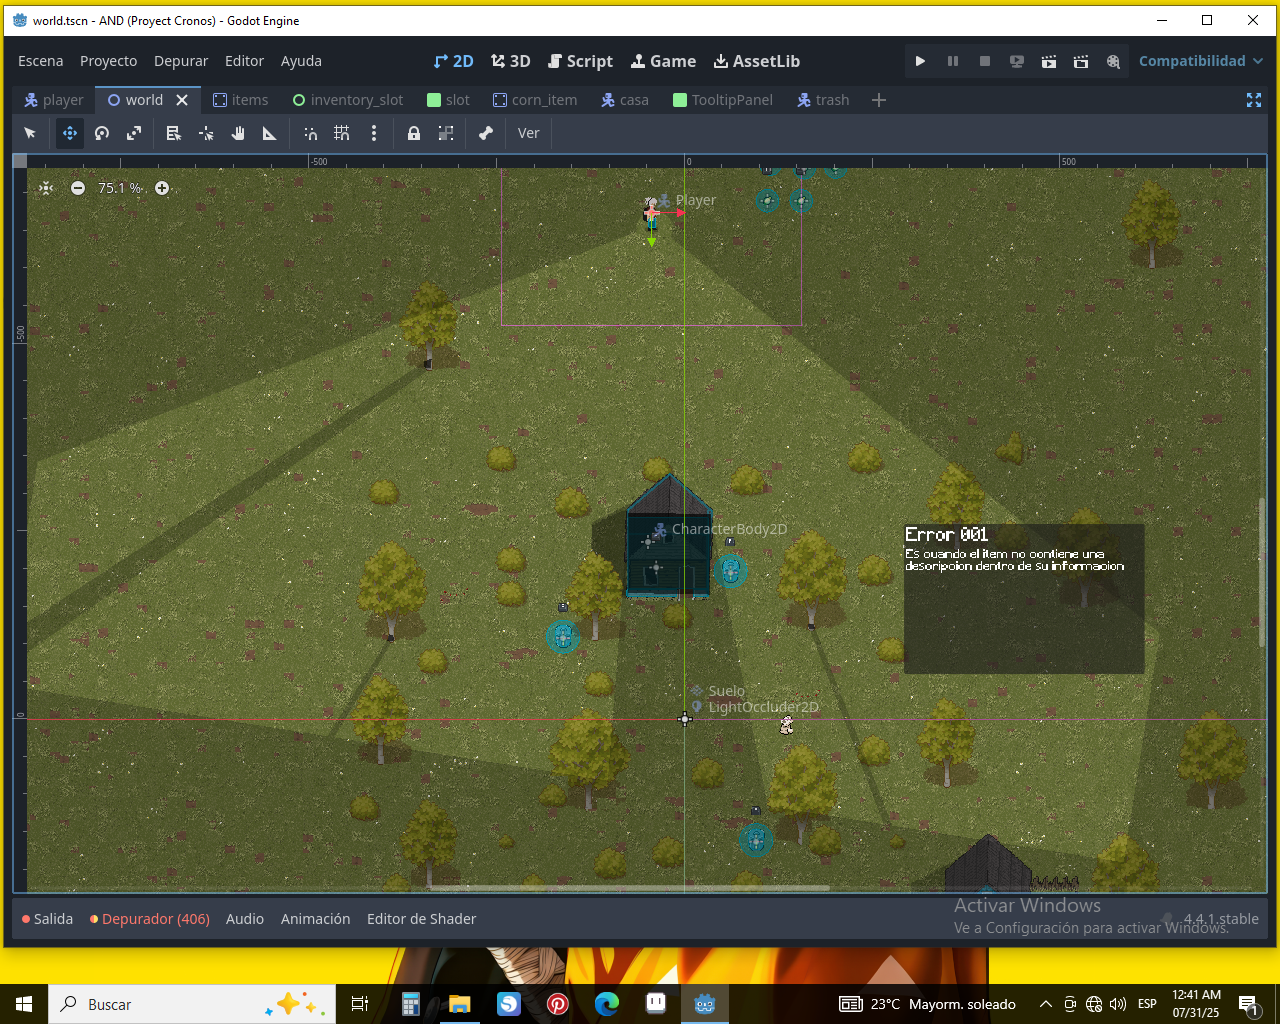 world.tscn - AND (Proyect Cronos) - Godot Engine
Escena Proyecto Depurar Editor Ayuda 2D 3D Script Game AssetLib Compatibilidad
player world items inventory_slot slot corn_item casa TooltipPanel trash
Ver
-500 0 500
75.1 %
Player
-500
CharacterBody2D
Error 001
Es cuando el item no contiene una
descripcion dentro de su informacion
Suelo
LightOccluder2D
0
Activar Windows
Ve a Configuración para activar Windows.
Salida Depurador (406) Audio Animación Editor de Shader 4.4.1.stable
Buscar 23°C Mayorm. soleado ESP 12:41 AM
07/31/25
1